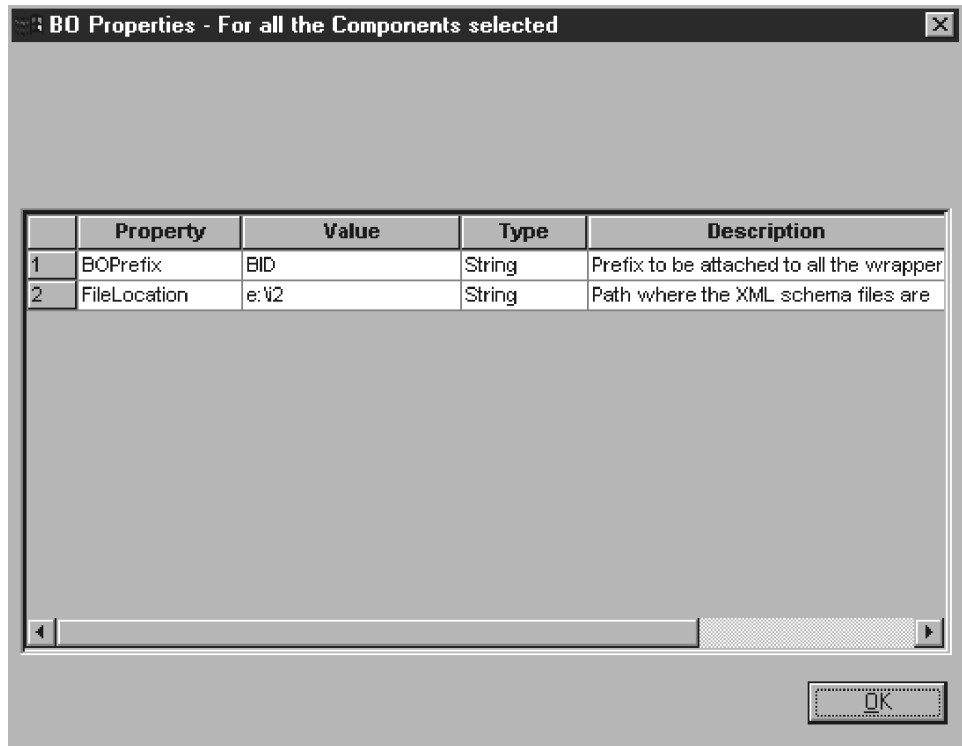 BO Properties - For all the Components selected
Property Value Type Description
1 BOPrefix BID String Prefix to be attached to all the wrapper
2 FileLocation e:\i2 String Path where the XML schema files are
OK